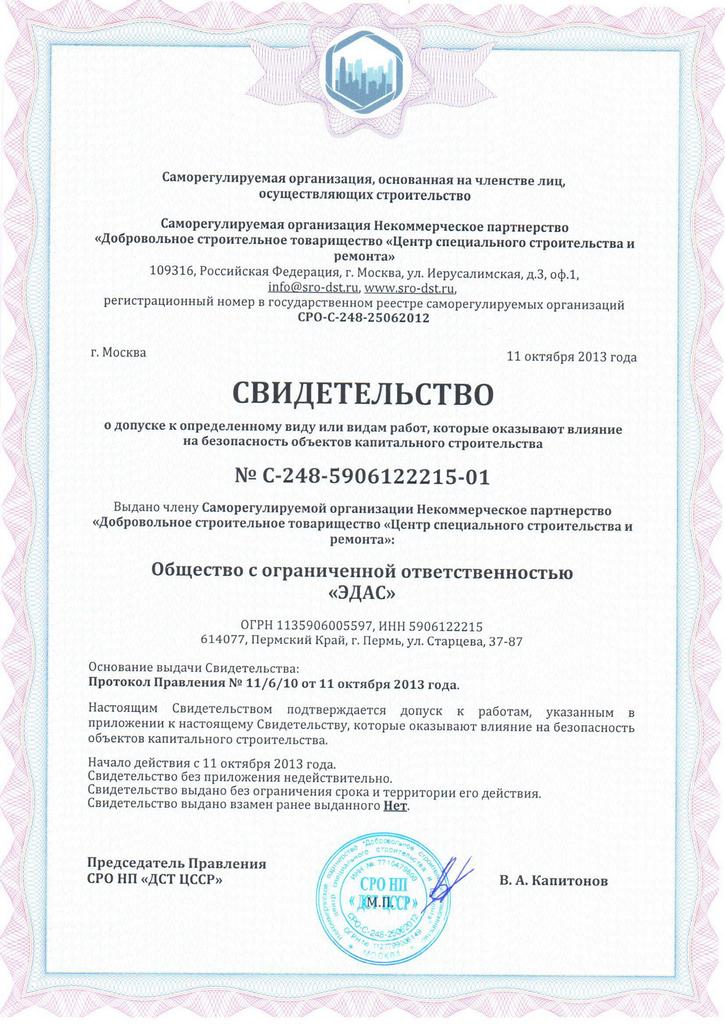 Саморегулируемая организация, основанная на членстве лиц,
осуществляющих строительство
Саморегулируемая организация Некоммерческое партнерство
«Добровольное строительное товарищество «Центр специального строительства и
ремонта»
109316, Российская Федерация, г. Москва, ул. Иерусалимская, д.3, оф.1,
info@sro-dst.ru, www.sro-dst.ru,
регистрационный номер в государственном реестре саморегулируемых организаций
СРО-С-248-25062012
г. Москва
11 октября 2013 года
СВИДЕТЕЛЬСТВО
о допуске к определенному виду или видам работ, которые оказывают влияние
на безопасность объектов капитального строительства
№ С-248-5906122215-01
Выдано члену Саморегулируемой организации Некоммерческое партнерство
«Добровольное строительное товарищество «Центр специального строительства и
ремонта»:
Общество с ограниченной ответственностью
«ЭДАС»
ОГРН 1135906005597, ИНН 5906122215
614077, Пермский Край, г. Пермь, ул. Старцева, 37-87
Основание выдачи Свидетельства:
Протокол Правления № 11/6/10 от 11 октября 2013 года.
Настоящим Свидетельством подтверждается допуск к работам, указанным в
приложении к настоящему Свидетельству, которые оказывают влияние на безопасность
объектов капитального строительства.
Начало действия с 11 октября 2013 года.
Свидетельство без приложения недействительно.
Свидетельство выдано без ограничения срока и территории его действия.
Свидетельство выдано взамен ранее выданного Нет.
Председатель Правления
СРО НП «ДСТ ЦССР»
СРО НП
«ДСТ ЦССР»
М.П.
СРО-С-248-25062012
МОСКВА
В. А. Капитонов